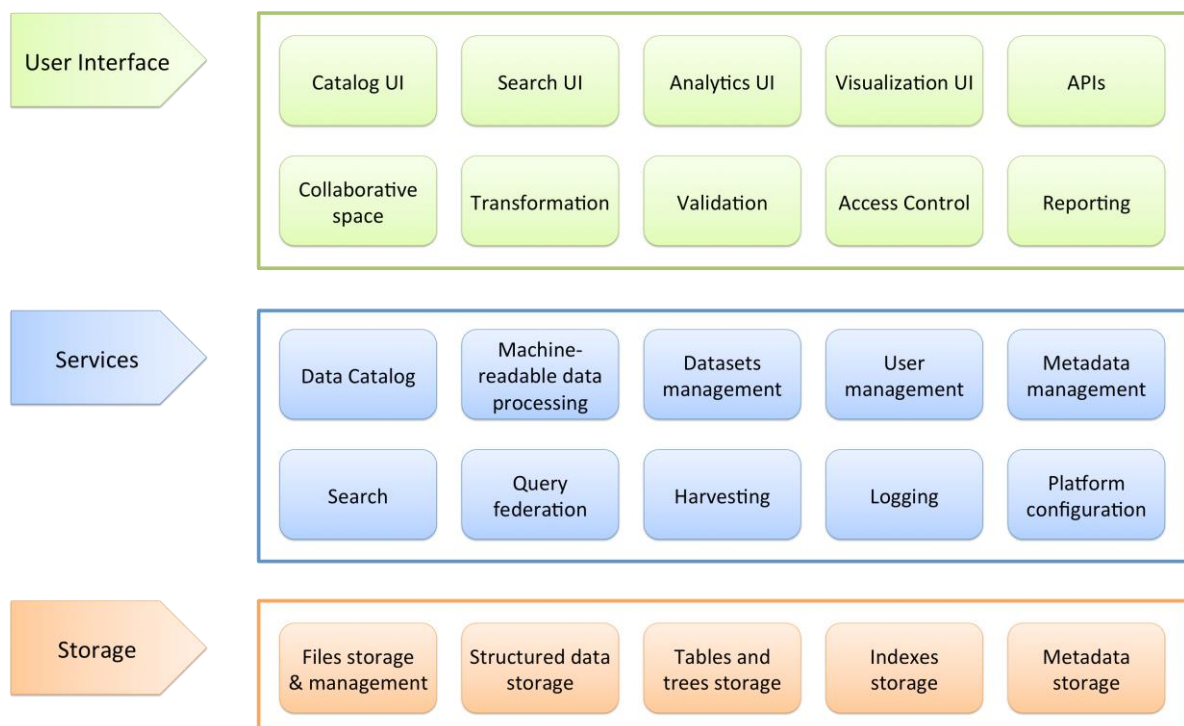 User Interface
Catalog UI
Search UI
Analytics UI
Visualization UI
APIs
Collaborative
space
Transformation
Validation
Access Control
Reporting
Services
Data Catalog
Machine-
readable data
processing
Datasets
management
User
management
Metadada
management
Search
Query
federation
Harvesting
Logging
Platform
configuration
Storage
Files storage
& management
Structured data
storage
Tables and
trees storage
Indexes
storage
Metadata
storage